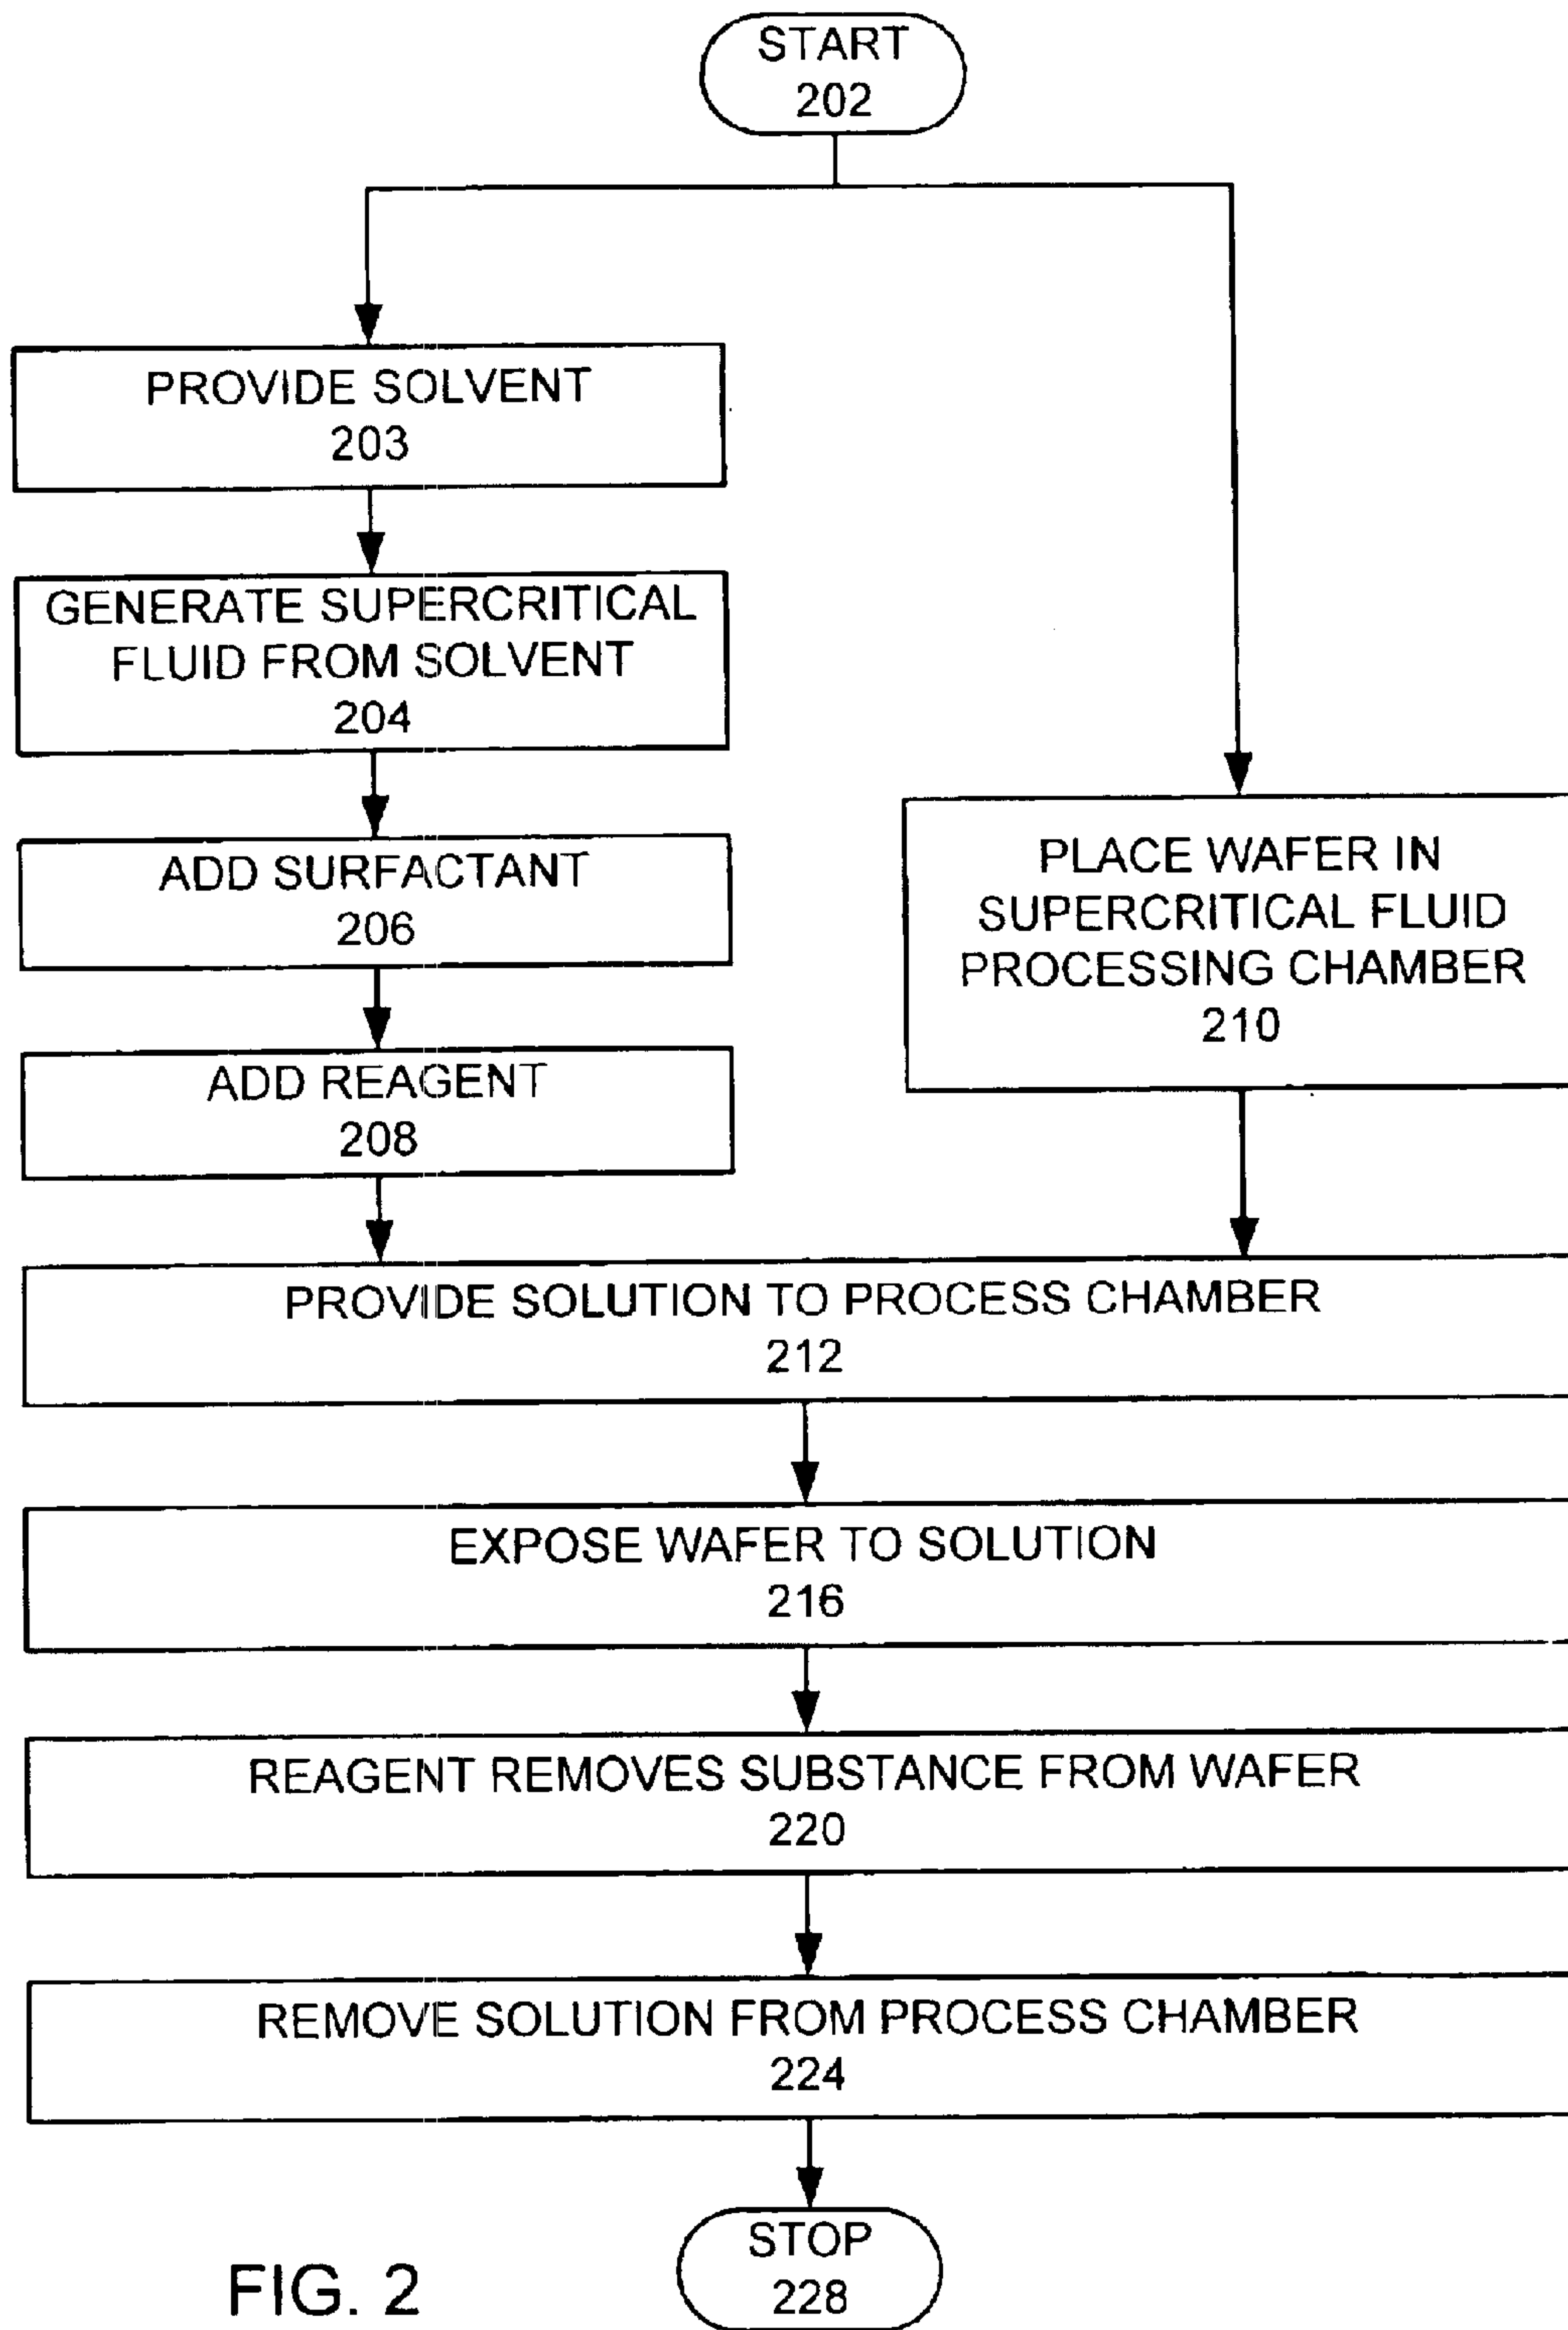 START
202
PROVIDE SOLVENT
203
GENERATE SUPERCRITICAL
FLUID FROM SOLVENT
204
ADD SURFACTANT
206
ADD REAGENT
208
PLACE WAFER IN
SUPERCRITICAL FLUID
PROCESSING CHAMBER
210
PROVIDE SOLUTION TO PROCESS CHAMBER
212
EXPOSE WAFER TO SOLUTION
216
REAGENT REMOVES SUBSTANCE FROM WAFER
220
REMOVE SOLUTION FROM PROCESS CHAMBER
224
STOP
228
FIG. 2